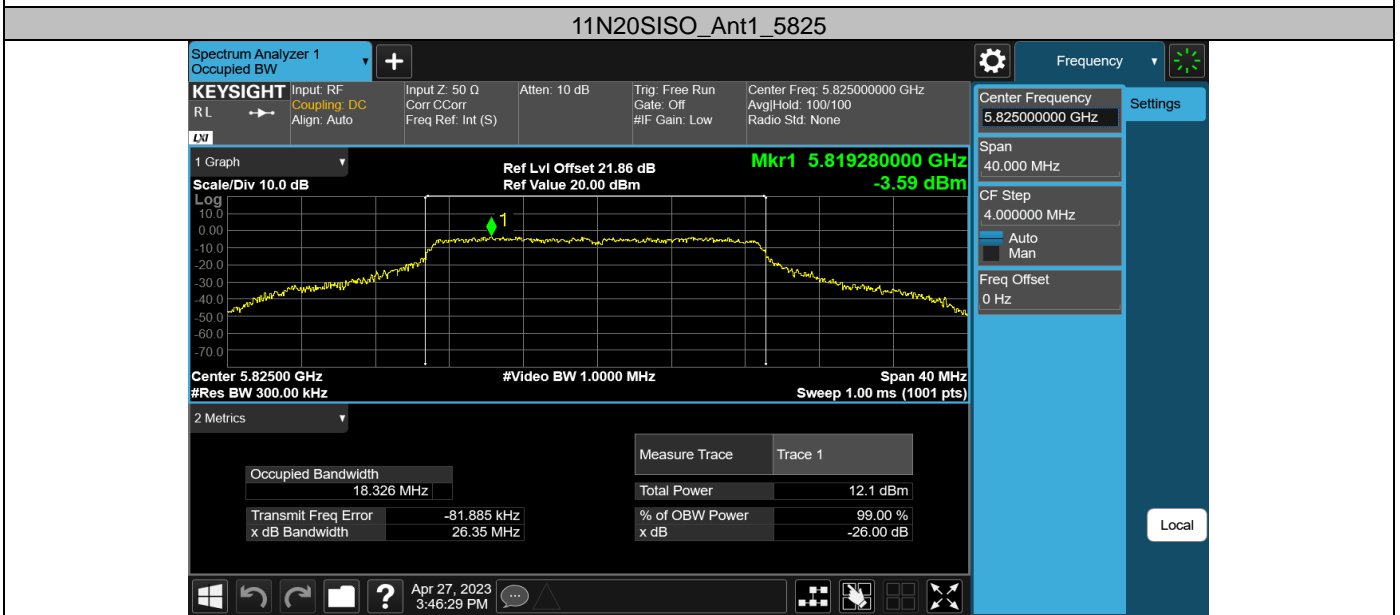 11N20SISO_Ant1_5825
Spectrum Analyzer 1
Occupied BW
+
Frequency
KEYSIGHT
RL
LXI
Input: RF
Coupling: DC
Align: Auto
Input Z: 50 Ω
Corr CCorr
Freq Ref: Int (S)
Atten: 10 dB
Trig: Free Run
Gate: Off
#IF Gain: Low
Center Freq: 5.825000000 GHz
Avg|Hold: 100/100
Radio Std: None
Center Frequency
5.825000000 GHz
Settings
Span
40.000 MHz
CF Step
4.000000 MHz
Auto
Man
Freq Offset
0 Hz
1 Graph
Ref Lvl Offset 21.86 dB
Mkr1 5.819280000 GHz
Scale/Div 10.0 dB
Ref Value 20.00 dBm
-3.59 dBm
Log
10.0
0.00
-10.0
-20.0
-30.0
-40.0
-50.0
-60.0
-70.0
1
Center 5.82500 GHz
#Video BW 1.0000 MHz
Span 40 MHz
#Res BW 300.00 kHz
Sweep 1.00 ms (1001 pts)
2 Metrics
Measure Trace Trace 1
Occupied Bandwidth
18.326 MHz
Total Power 12.1 dBm
Transmit Freq Error -81.885 kHz
% of OBW Power 99.00 %
x dB Bandwidth 26.35 MHz
x dB -26.00 dB
Local
?
Apr 27, 2023
3:46:29 PM